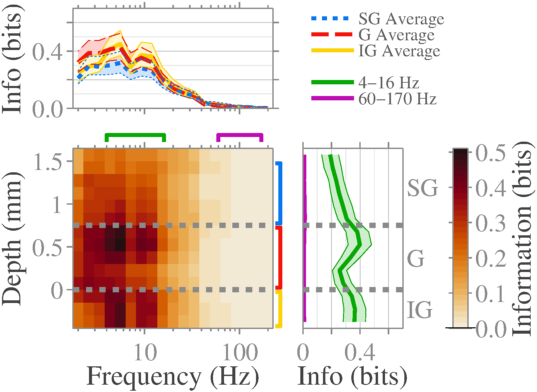 Info (bits)
0.4
0.0
SG Average
G Average
IG Average
4–16 Hz
60–170 Hz
Depth (mm)
1.5
1.0
0.5
0
10
100
Frequency (Hz)
SG
G
IG
0
0.4
Info (bits)
0.5
0.4
0.3
0.2
0.1
0.0
Information (bits)